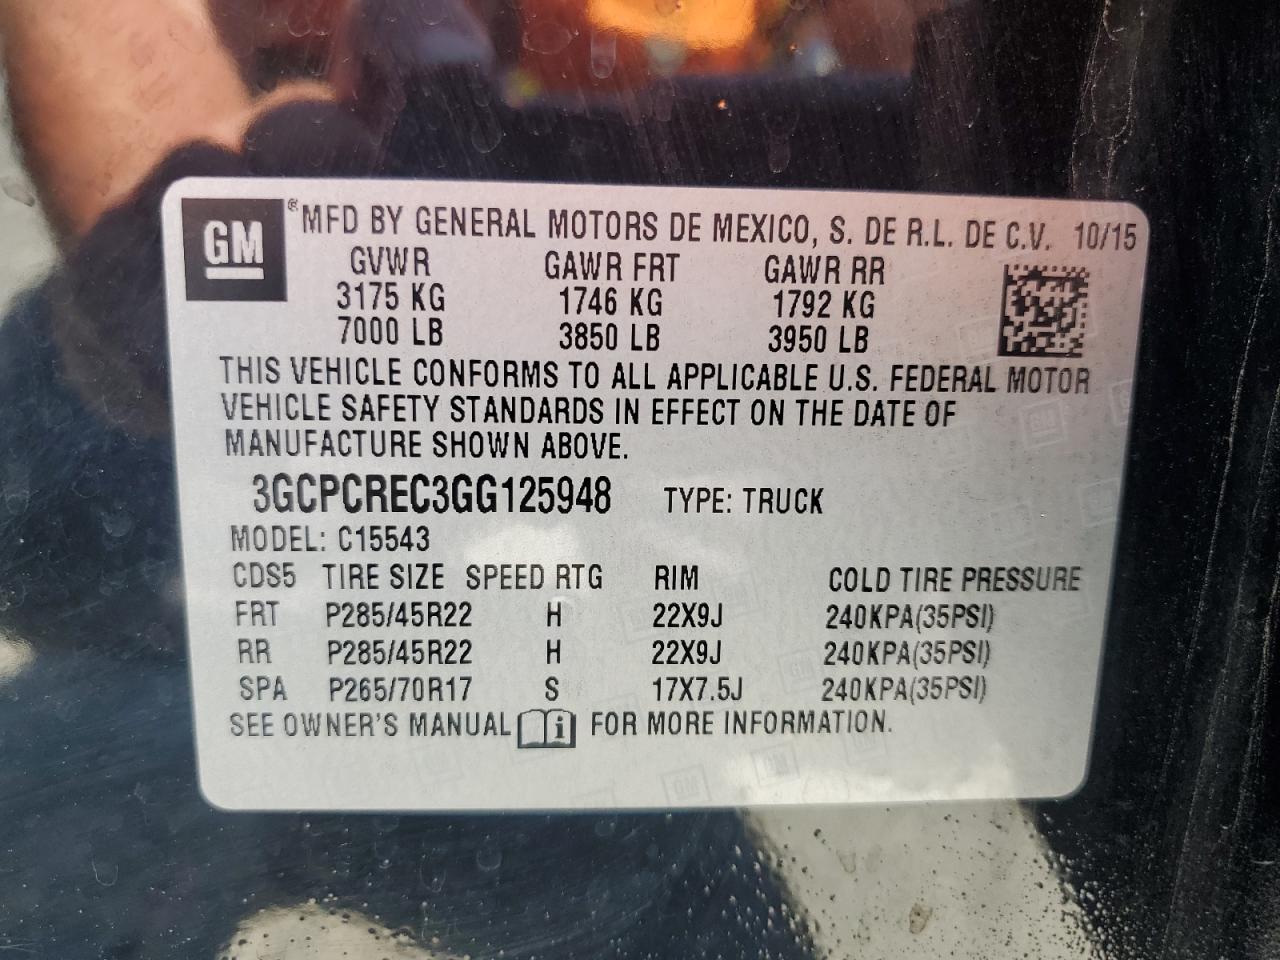 GM ® MFD BY GENERAL MOTORS DE MEXICO, S. DE R.L. DE C.V. 10/15
GVWR GAWR FRT GAWR RR
3175 KG 1746 KG 1792 KG
7000 LB 3850 LB 3950 LB
THIS VEHICLE CONFORMS TO ALL APPLICABLE U.S. FEDERAL MOTOR
VEHICLE SAFETY STANDARDS IN EFFECT ON THE DATE OF
MANUFACTURE SHOWN ABOVE.
3GCPCREC3GG125948 TYPE: TRUCK
MODEL: C15543
CDS5 TIRE SIZE SPEED RTG RIM COLD TIRE PRESSURE
FRT P285/45R22 H 22X9J 240KPA(35PSI)
RR P285/45R22 H 22X9J 240KPA(35PSI)
SPA P265/70R17 S 17X7.5J 240KPA(35PSI)
SEE OWNER'S MANUAL i FOR MORE INFORMATION.